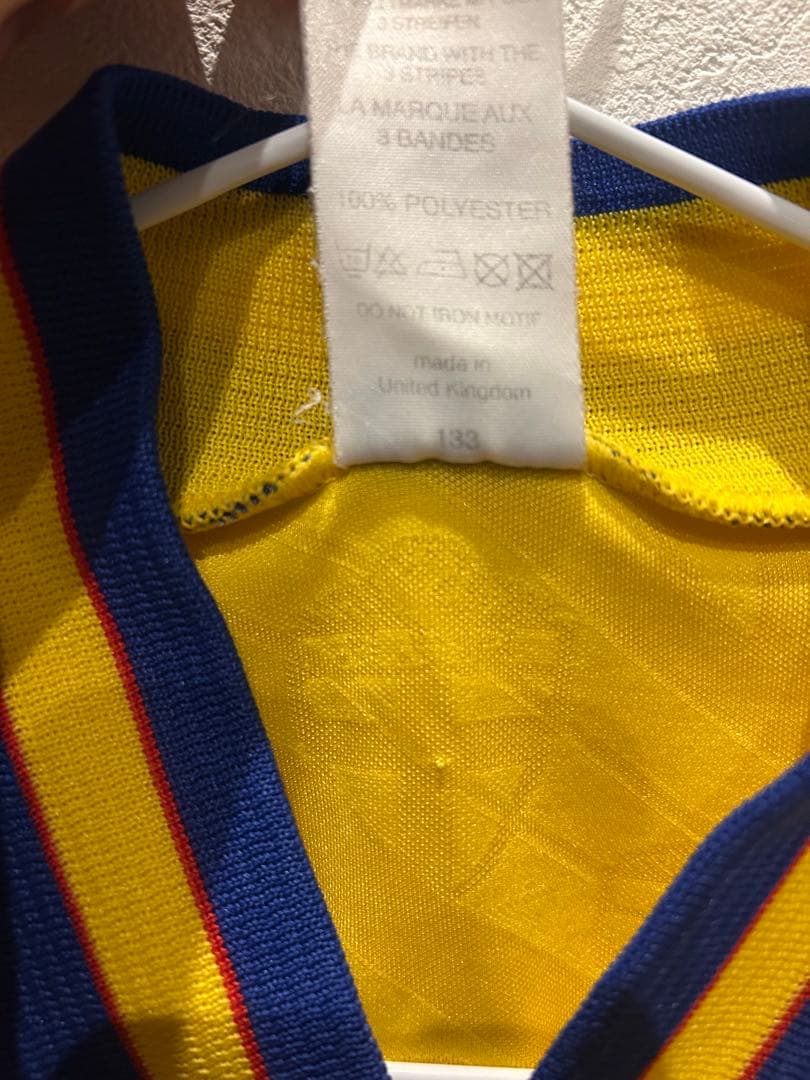 3 STREIFEN
THE BRAND WITH THE
3 STRIPES
LA MARQUE AUX
3 BANDES
100% POLYESTER
DO NOT IRON MOTIF
made in
United Kingdom
133